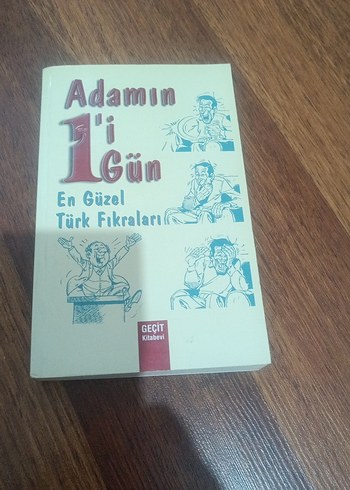 Adamın
1'i
Gün
En Güzel
Türk Fıkraları
GEÇİT
Kitabevi